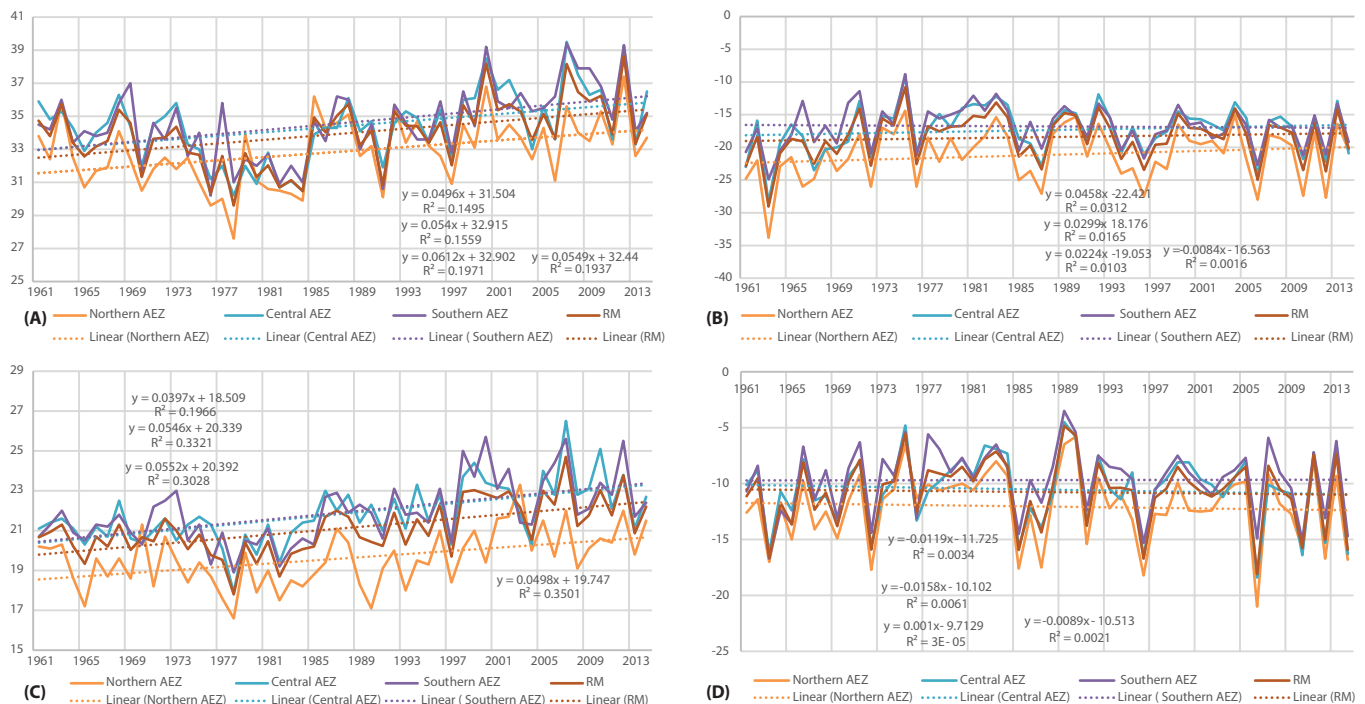 41
39
37
35
33
31
29
27
25
1961 1965 1969 1973 1977 1981 1985 1989 1993 1997 2001 2005 2009 2013
y = 0.0496x + 31.504
R² = 0.1495
y = 0.054x + 32.915
R² = 0.1559
y = 0.0612x + 32.902
R² = 0.1971
y = 0.0549x + 32.44
R² = 0.1937
(A)
Northern AEZ Central AEZ Southern AEZ RM
Linear (Northern AEZ) Linear (Central AEZ) Linear ( Southern AEZ) Linear (RM)
0
-5
-10
-15
-20
-25
-30
-35
-40
1961 1965 1969 1973 1977 1981 1985 1989 1993 1997 2001 2005 2009 2013
y = 0.0458x -22.421
R² = 0.0312
y = 0.0299x- 18.176
R² = 0.0165
y = 0.0224x -19.053
R² = 0.0103
y = -0.0084x - 16.563
R² = 0.0016
(B)
Northern AEZ Central AEZ Southern AEZ RM
Linear (Northern AEZ) Linear (Central AEZ) Linear ( Southern AEZ) Linear (RM)
29
27
25
23
21
19
17
15
1961 1965 1969 1973 1977 1981 1985 1989 1993 1997 2001 2005 2009 2013
y = 0.0397x + 18.509
R² = 0.1966
y = 0.0546x + 20.339
R² = 0.3321
y = 0.0552x + 20.392
R² = 0.3028
y = 0.0498x + 19.747
R² = 0.3501
(C)
Northern AEZ Central AEZ Southern AEZ RM
Linear (Northern AEZ) Linear (Central AEZ) Linear ( Southern AEZ) Linear (RM)
0
-5
-10
-15
-20
-25
1961 1965 1969 1973 1977 1981 1985 1989 1993 1997 2001 2005 2009 2013
y = -0.0119x - 11.725
R² = 0.0034
y = -0.0158x - 10.102
R² = 0.0061
y = 0.001x- 9.7129
R² = 3E- 05
y = -0.0089x - 10.513
R² = 0.0021
(D)
Northern AEZ Central AEZ Southern AEZ RM
Linear (Northern AEZ) Linear (Central AEZ) Linear ( Southern AEZ) Linear (RM)